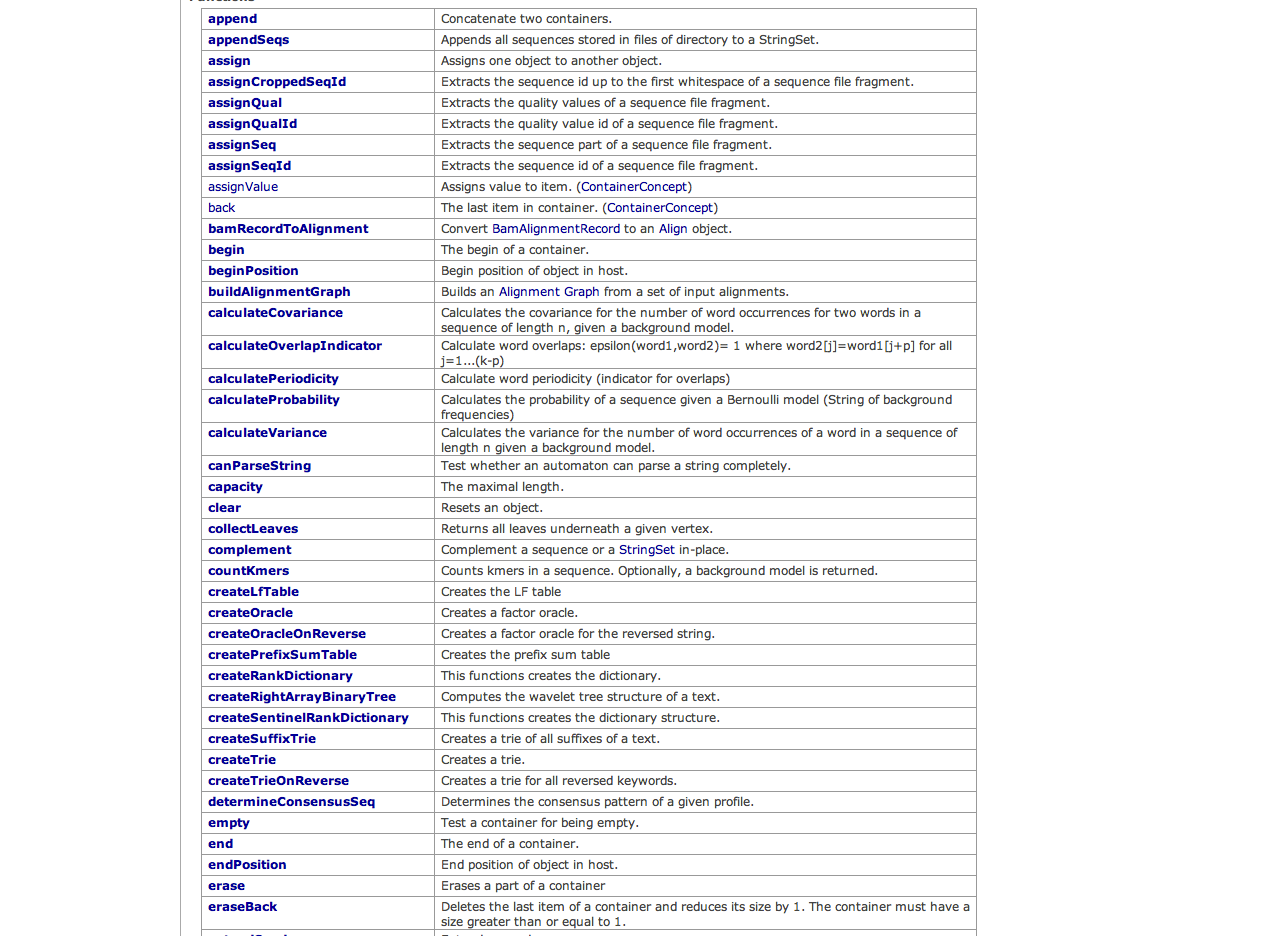 append Concatenate two containers.
appendSeqs Appends all sequences stored in files of directory to a StringSet.
assign Assigns one object to another object.
assignCroppedSeqId Extracts the sequence id up to the first whitespace of a sequence file fragment.
assignQual Extracts the quality values of a sequence file fragment.
assignQualId Extracts the quality value id of a sequence file fragment.
assignSeq Extracts the sequence part of a sequence file fragment.
assignSeqId Extracts the sequence id of a sequence file fragment.
assignValue Assigns value to item. (ContainerConcept)
back The last item in container. (ContainerConcept)
bamRecordToAlignment Convert BamAlignmentRecord to an Align object.
begin The begin of a container.
beginPosition Begin position of object in host.
buildAlignmentGraph Builds an Alignment Graph from a set of input alignments.
calculateCovariance Calculates the covariance for the number of word occurrences for two words in a
sequence of length n, given a background model.
calculateOverlapIndicator Calculate word overlaps: epsilon(word1,word2)= 1 where word2[j]=word1[j+p] for all
j=1...(k-p)
calculatePeriodicity Calculate word periodicity (indicator for overlaps)
calculateProbability Calculates the probability of a sequence given a Bernoulli model (String of background
frequencies)
calculateVariance Calculates the variance for the number of word occurrences of a word in a sequence of
length n given a background model.
canParseString Test whether an automaton can parse a string completely.
capacity The maximal length.
clear Resets an object.
collectLeaves Returns all leaves underneath a given vertex.
complement Complement a sequence or a StringSet in-place.
countKmers Counts kmers in a sequence. Optionally, a background model is returned.
createLfTable Creates the LF table
createOracle Creates a factor oracle.
createOracleOnReverse Creates a factor oracle for the reversed string.
createPrefixSumTable Creates the prefix sum table
createRankDictionary This functions creates the dictionary.
createRightArrayBinaryTree Computes the wavelet tree structure of a text.
createSentinelRankDictionary This functions creates the dictionary structure.
createSuffixTrie Creates a trie of all suffixes of a text.
createTrie Creates a trie.
createTrieOnReverse Creates a trie for all reversed keywords.
determineConsensusSeq Determines the consensus pattern of a given profile.
empty Test a container for being empty.
end The end of a container.
endPosition End position of object in host.
erase Erases a part of a container
eraseBack Deletes the last item of a container and reduces its size by 1. The container must have a
size greater than or equal to 1.